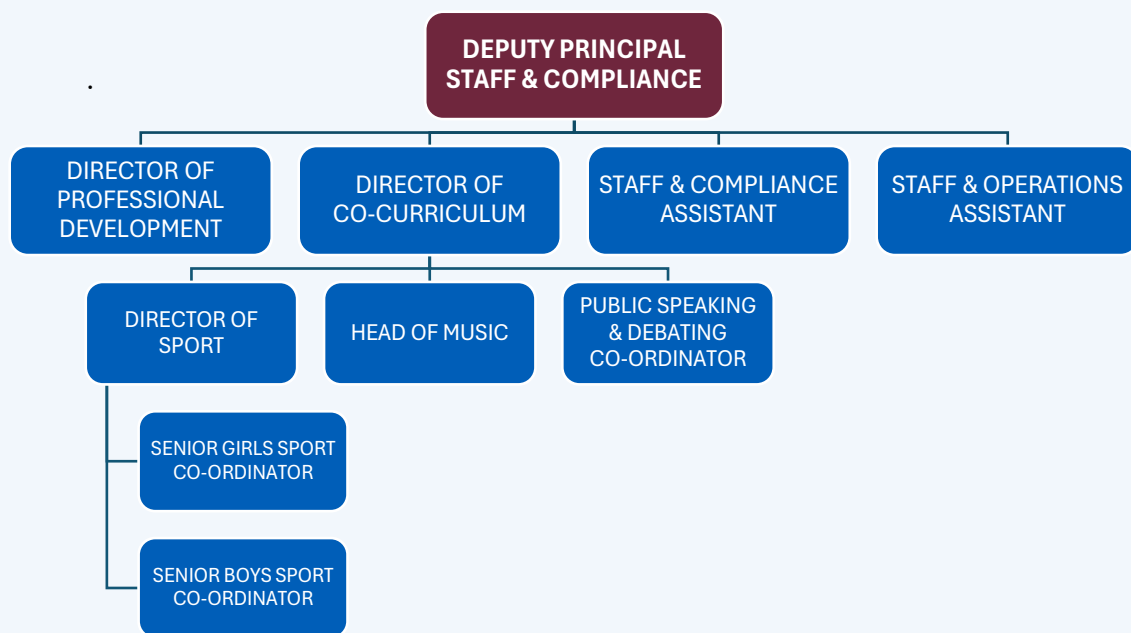 DEPUTY PRINCIPAL
STAFF & COMPLIANCE
.
DIRECTOR OF
PROFESSIONAL
DEVELOPMENT
DIRECTOR OF
CO-CURRICULUM
STAFF & COMPLIANCE
ASSISTANT
STAFF & OPERATIONS
ASSISTANT
DIRECTOR OF
SPORT
HEAD OF MUSIC
PUBLIC SPEAKING
& DEBATING
CO-ORDINATOR
SENIOR GIRLS SPORT
CO-ORDINATOR
SENIOR BOYS SPORT
CO-ORDINATOR